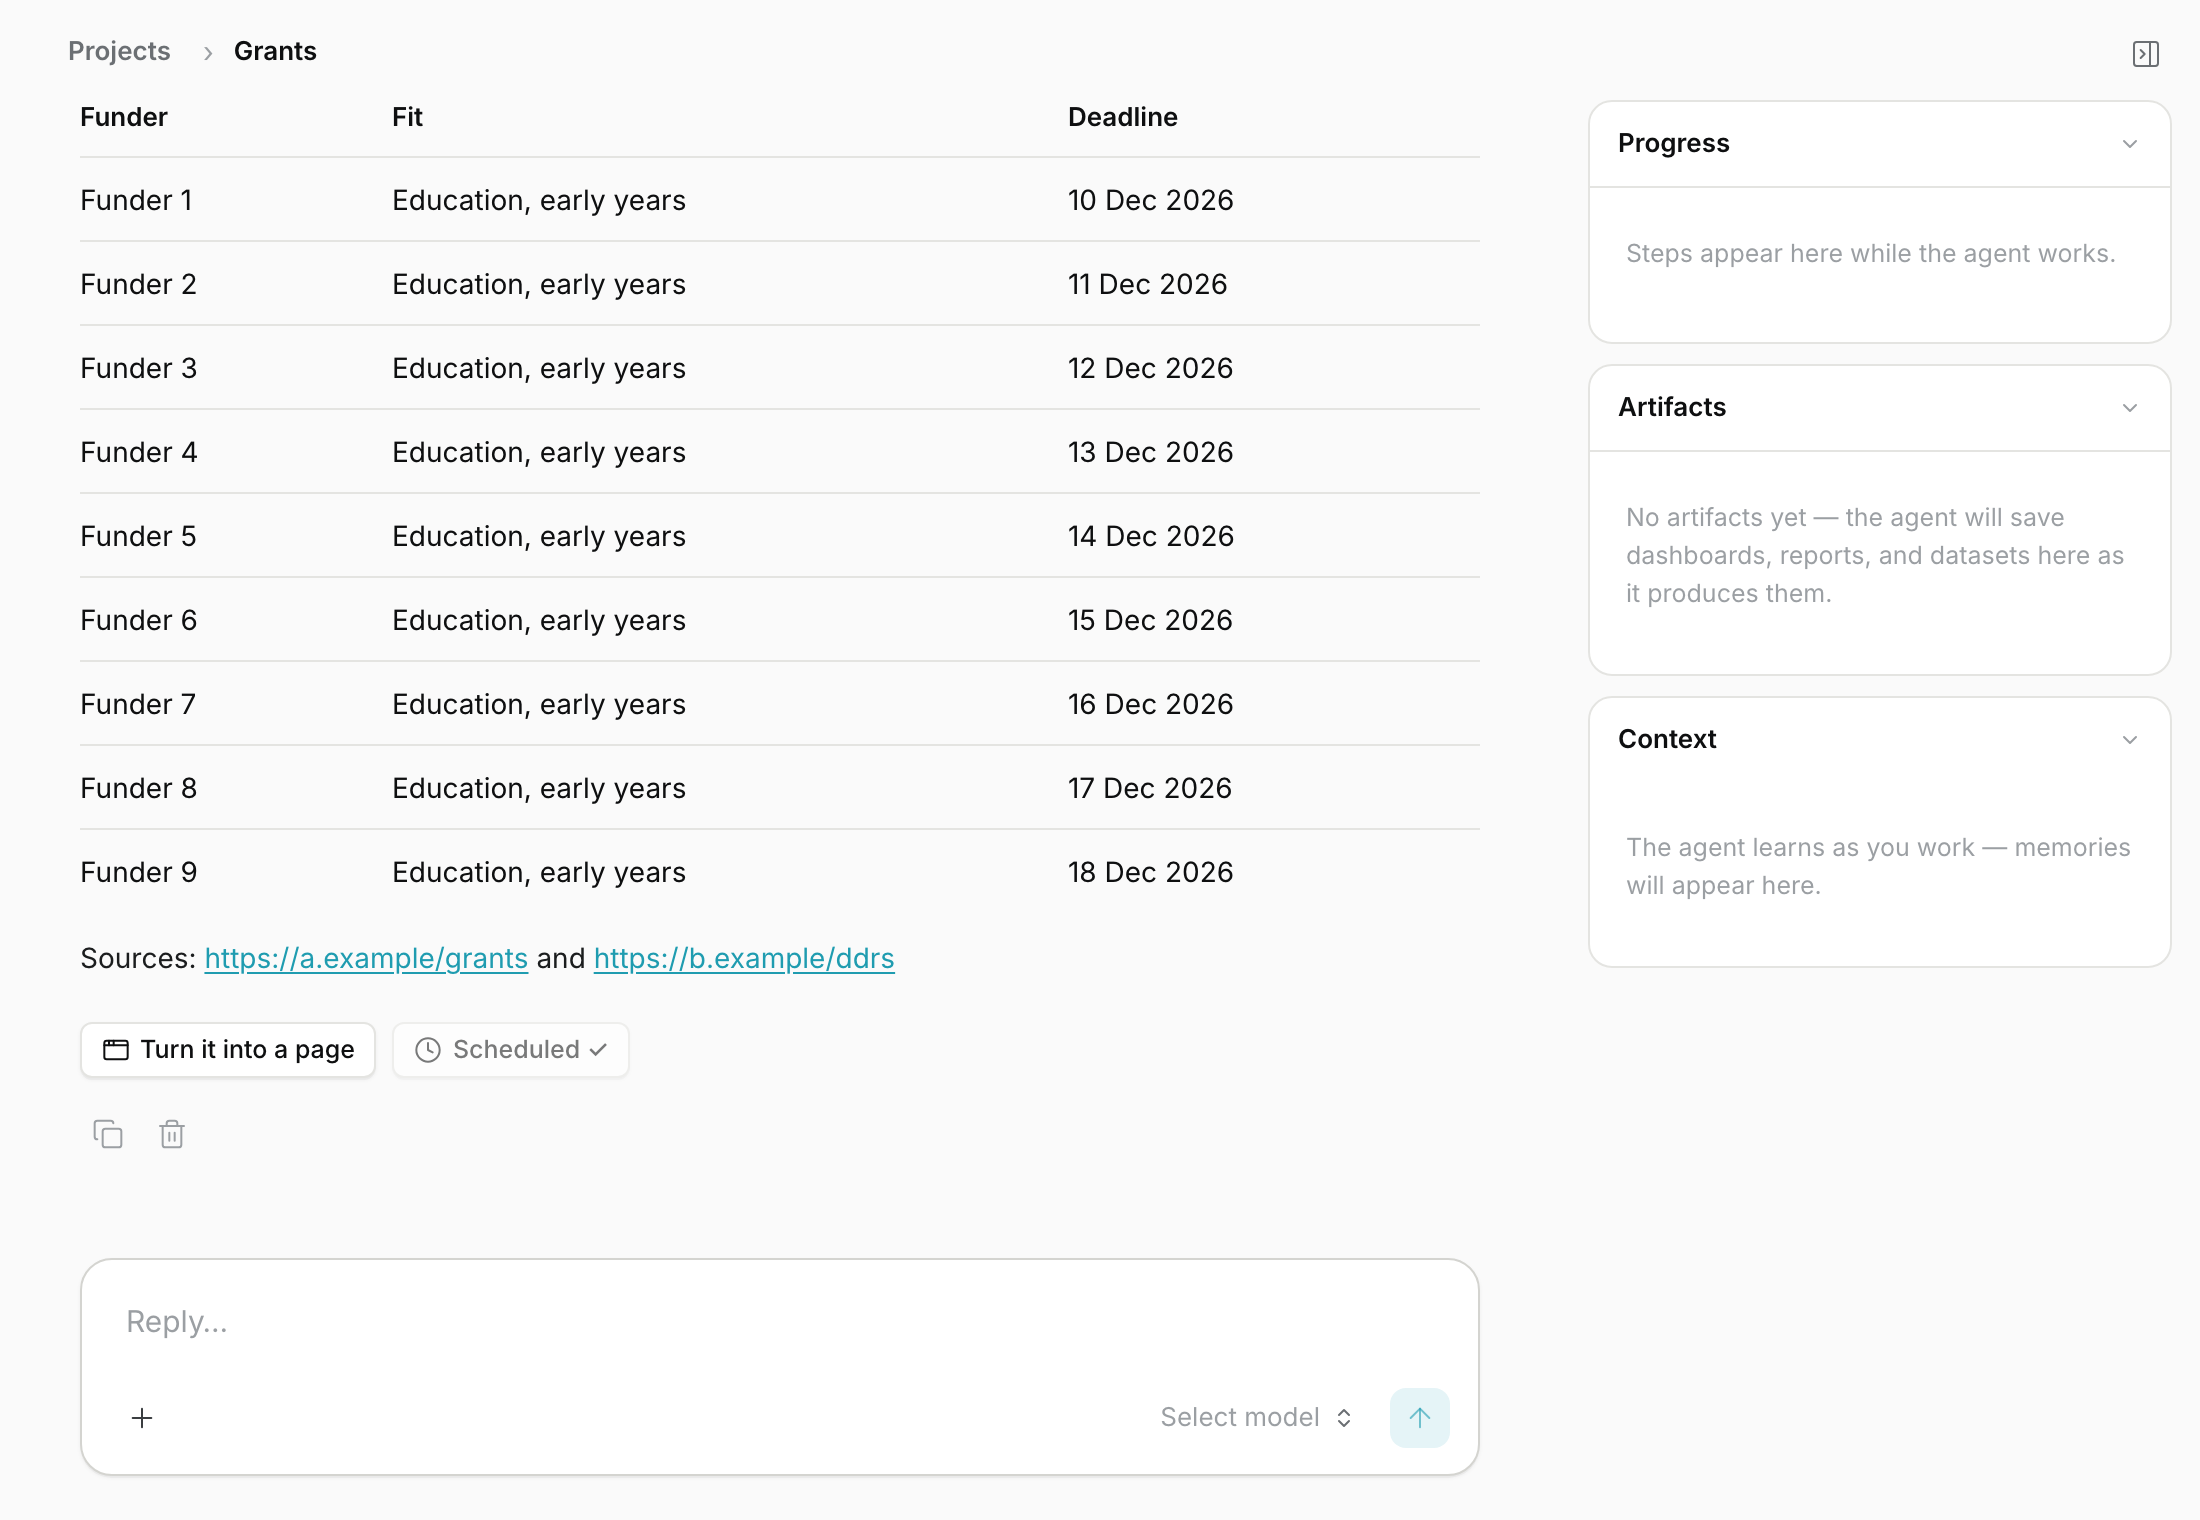 Projects › Grants
Funder Fit Deadline
Funder 1 Education, early years 10 Dec 2026
Funder 2 Education, early years 11 Dec 2026
Funder 3 Education, early years 12 Dec 2026
Funder 4 Education, early years 13 Dec 2026
Funder 5 Education, early years 14 Dec 2026
Funder 6 Education, early years 15 Dec 2026
Funder 7 Education, early years 16 Dec 2026
Funder 8 Education, early years 17 Dec 2026
Funder 9 Education, early years 18 Dec 2026
Sources: https://a.example/grants and https://b.example/ddrs
Turn it into a page Scheduled ✓
Reply...
Select model
Progress
Steps appear here while the agent works.
Artifacts
No artifacts yet — the agent will save
dashboards, reports, and datasets here as
it produces them.
Context
The agent learns as you work — memories
will appear here.